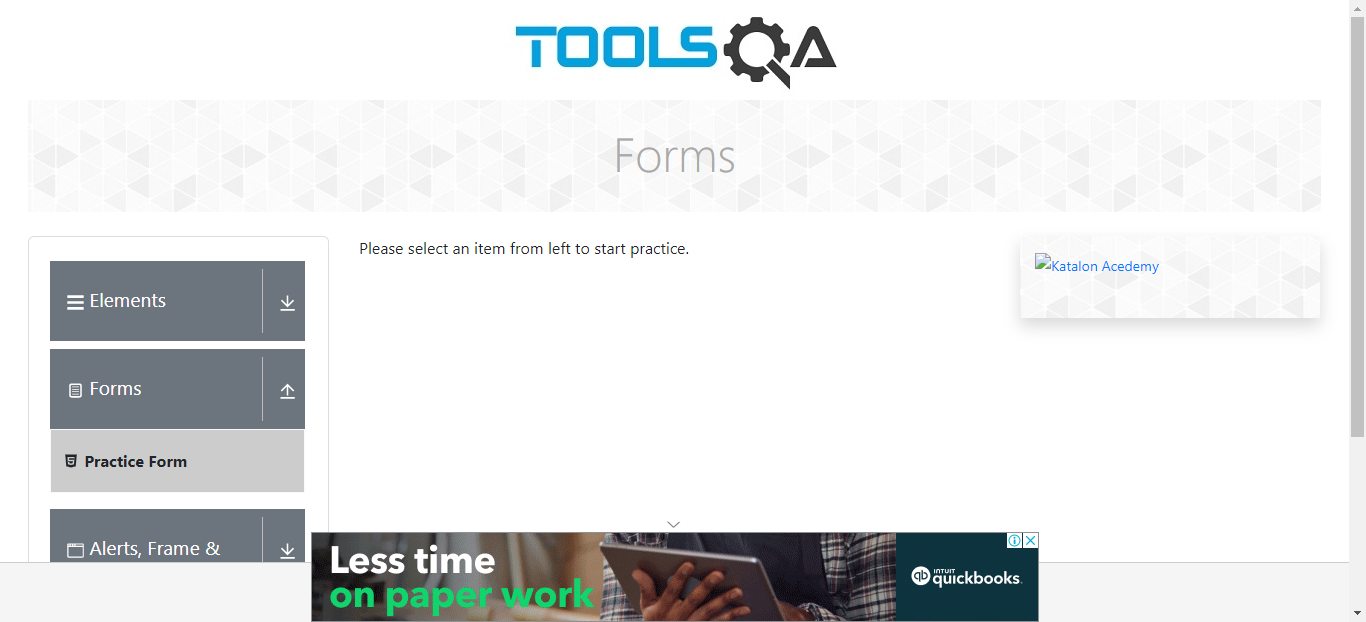 TOOLSQA
Forms
Elements
Forms
Practice Form
Alerts, Frame &
Please select an item from left to start practice.
Katalon Acedemy
Less time
on paper work
INTUIT
quickbooks